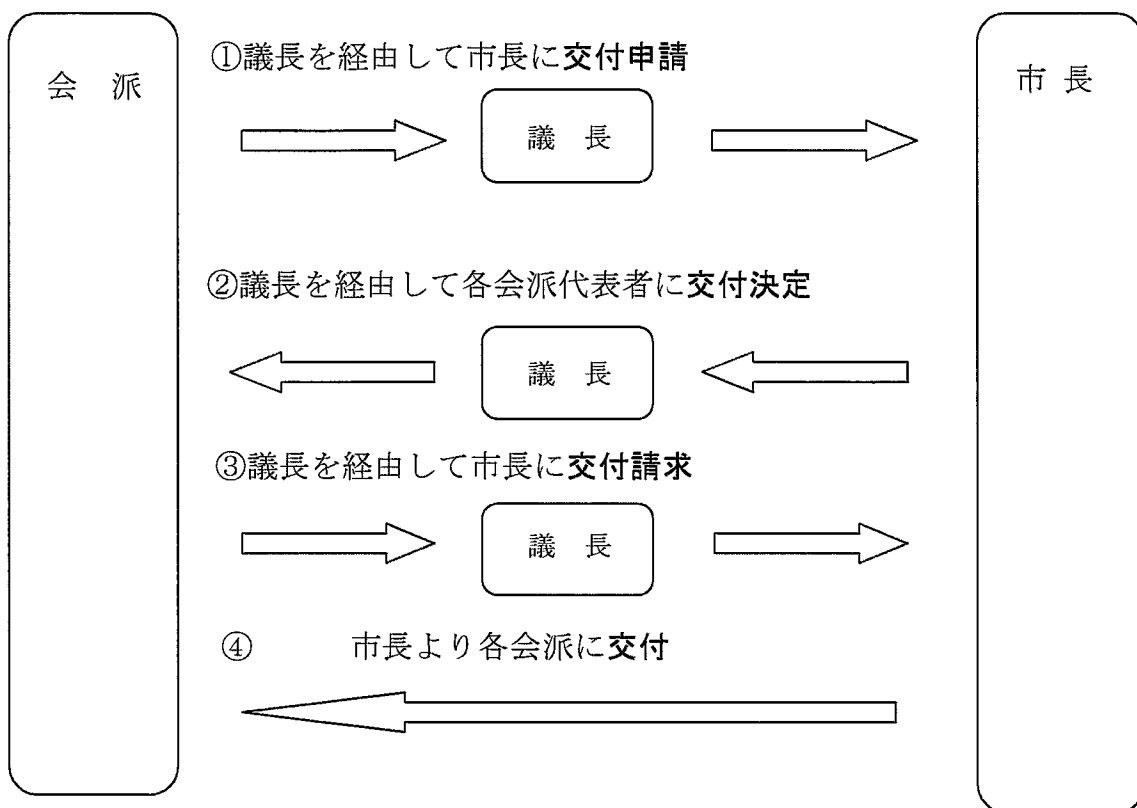 ①議長を経由して市長に交付申請
会 派
市 長
議 長
②議長を経由して各会派代表者に交付決定
議 長
③議長を経由して市長に交付請求
議 長
④ 市長より各会派に交付